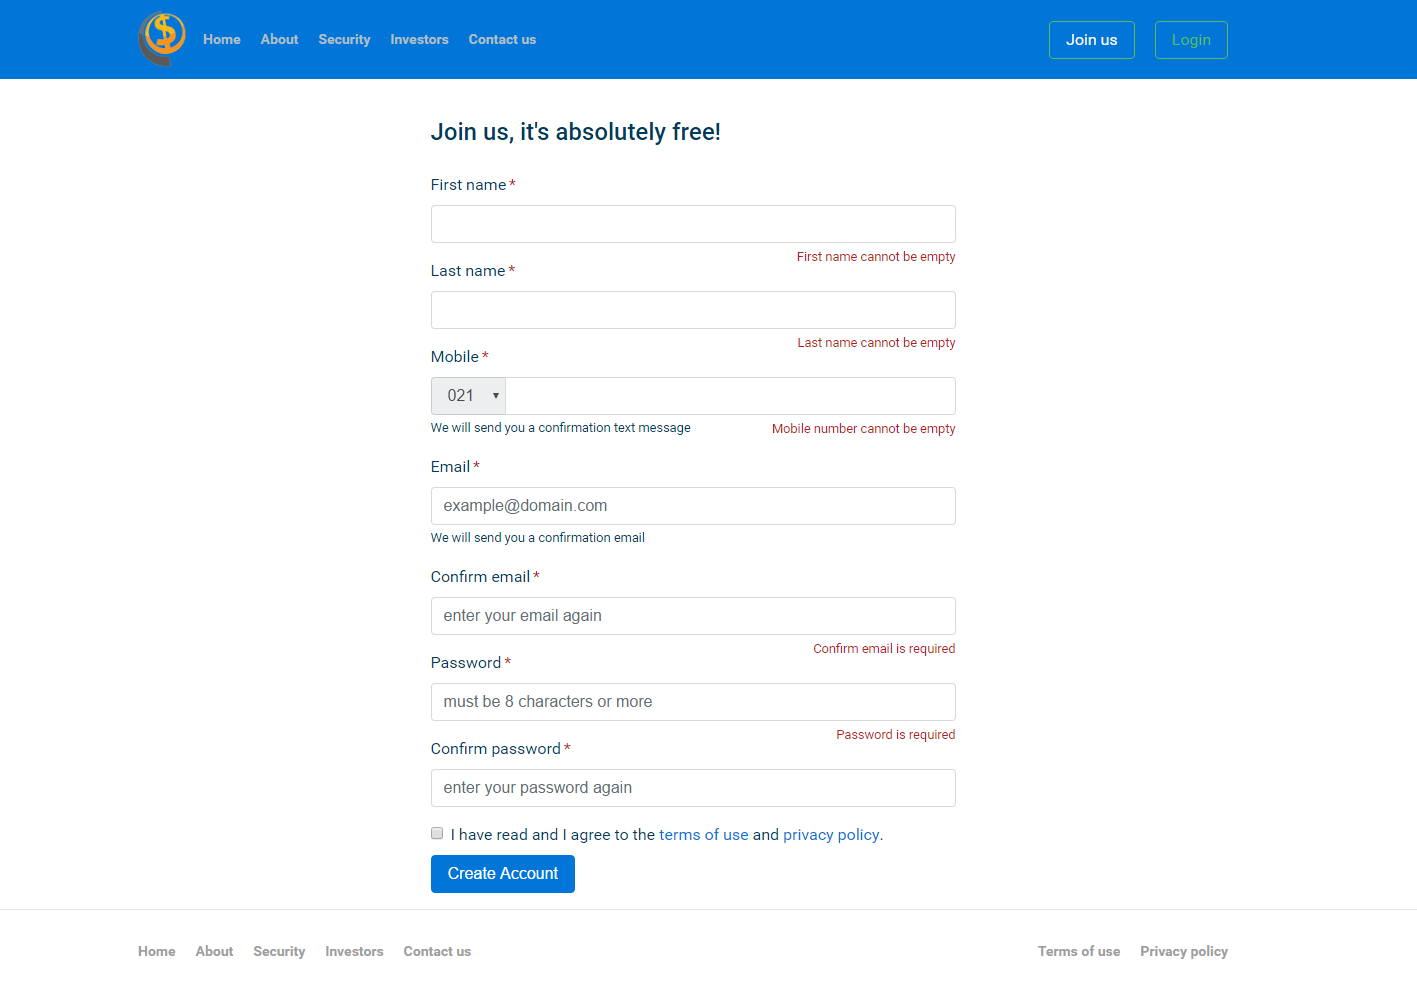 $
Home About Security Investors Contact us Join us Login
Join us, it's absolutely free!
First name *
First name cannot be empty
Last name *
Last name cannot be empty
Mobile *
021
We will send you a confirmation text message Mobile number cannot be empty
Email *
example@domain.com
We will send you a confirmation email
Confirm email *
enter your email again
Confirm email is required
Password *
must be 8 characters or more
Password is required
Confirm password *
enter your password again
I have read and I agree to the terms of use and privacy policy.
Create Account
Home About Security Investors Contact us Terms of use Privacy policy